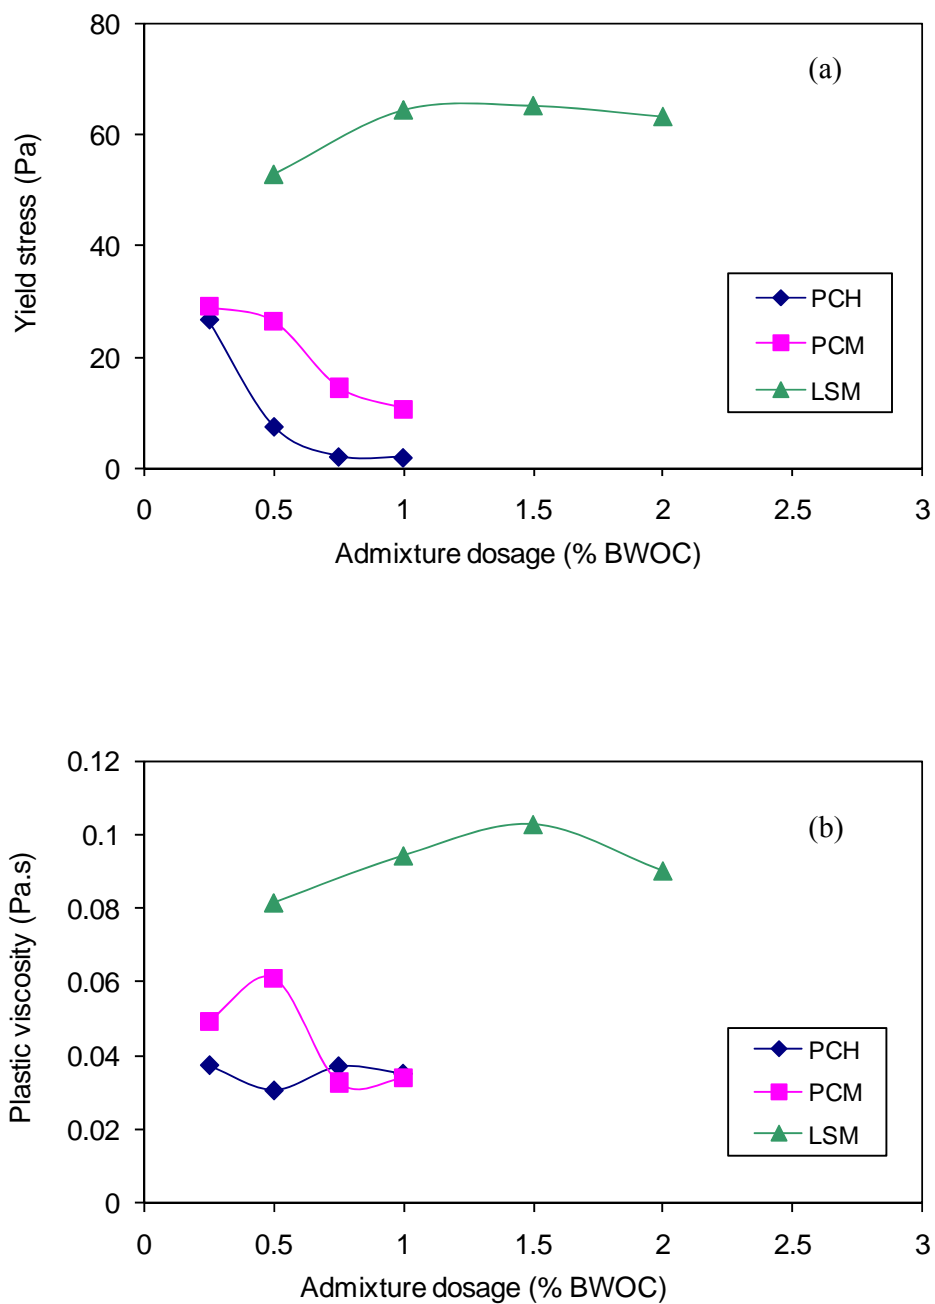 80
(a)
60
Yield stress (Pa)
40
PCH
PCM
20
LSM
0
0 0.5 1 1.5 2 2.5 3
Admixture dosage (% BWOC)
0.12
(b)
0.1
Plastic viscosity (Pa.s)
0.08
0.06
PCH
0.04
PCM
0.02
LSM
0
0 0.5 1 1.5 2 2.5 3
Admixture dosage (% BWOC)